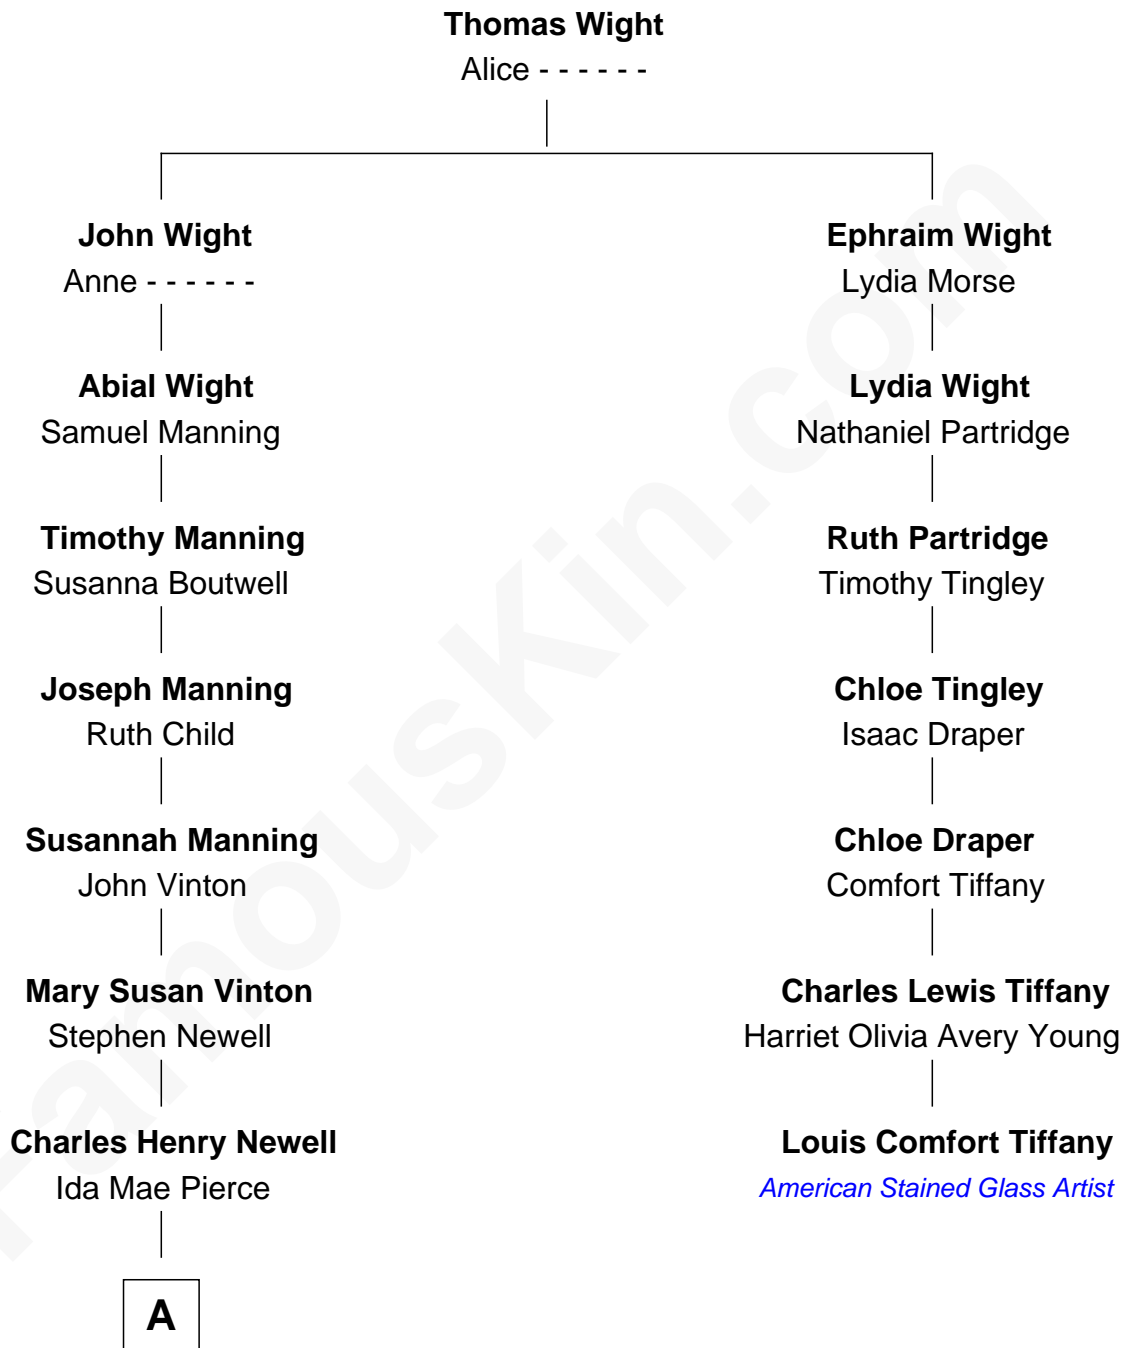 Thomas Wight
Alice - - - - - -
John Wight
Anne - - - - - -
Ephraim Wight
Lydia Morse
Abial Wight
Samuel Manning
Lydia Wight
Nathaniel Partridge
Timothy Manning
Susanna Boutwell
Ruth Partridge
Timothy Tingley
Joseph Manning
Ruth Child
Chloe Tingley
Isaac Draper
Susannah Manning
John Vinton
Chloe Draper
Comfort Tiffany
Mary Susan Vinton
Stephen Newell
Charles Lewis Tiffany
Harriet Olivia Avery Young
Charles Henry Newell
Ida Mae Pierce
Louis Comfort Tiffany
American Stained Glass Artist
A
FamousKin.com